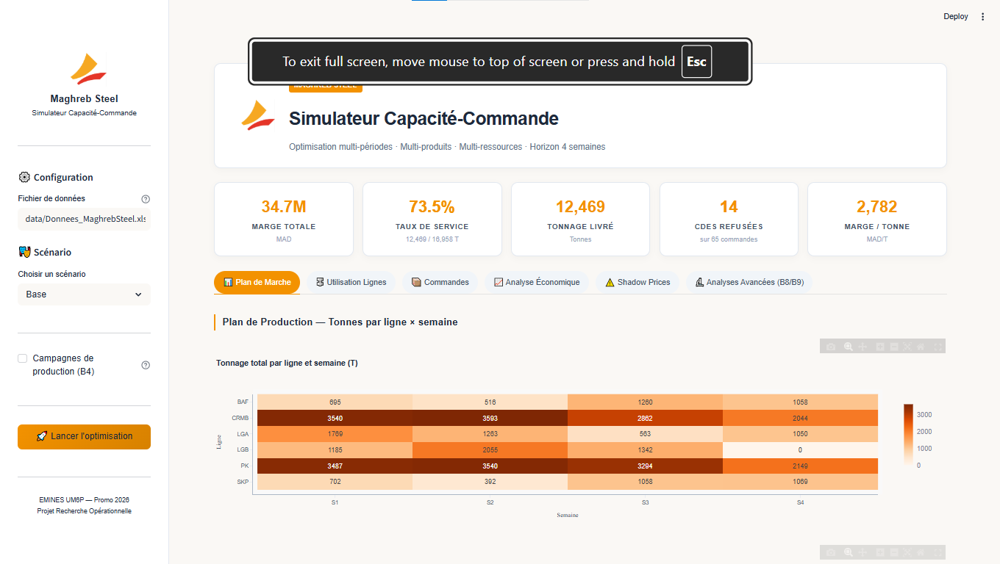 Deploy
To exit full screen, move mouse to top of screen or press and hold Esc
Maghreb Steel
Simulateur Capacité-Commande
Configuration
Fichier de données
data/Donnees_MaghrebSteel.xls
Scénario
Choisir un scénario
Base
Campagnes de
production (B4)
Lancer l'optimisation
EMINES UM6P — Promo 2026
Projet Recherche Opérationnelle
MAGHREB STEEL
Simulateur Capacité-Commande
Optimisation multi-périodes · Multi-produits · Multi-ressources · Horizon 4 semaines
34.7M
MARGE TOTALE
MAD
73.5%
TAUX DE SERVICE
12,469 / 16,958 T
12,469
TONNAGE LIVRÉ
Tonnes
14
CDES REFUSÉES
sur 65 commandes
2,782
MARGE / TONNE
MAD/T
Plan de Marche
Utilisation Lignes
Commandes
Analyse Économique
Shadow Prices
Analyses Avancées (B8/B9)
Plan de Production — Tonnes par ligne × semaine
Tonnage total par ligne et semaine (T)
Ligne
BAF 695 516 1260 1058
CRMB 3540 3593 2862 2044
LGA 1769 1263 563 1050
LGB 1185 2055 1342 0
PK 3487 3540 3294 2149
SKP 702 392 1058 1069
S1 S2 S3 S4
Semaine
3000
2000
1000
0